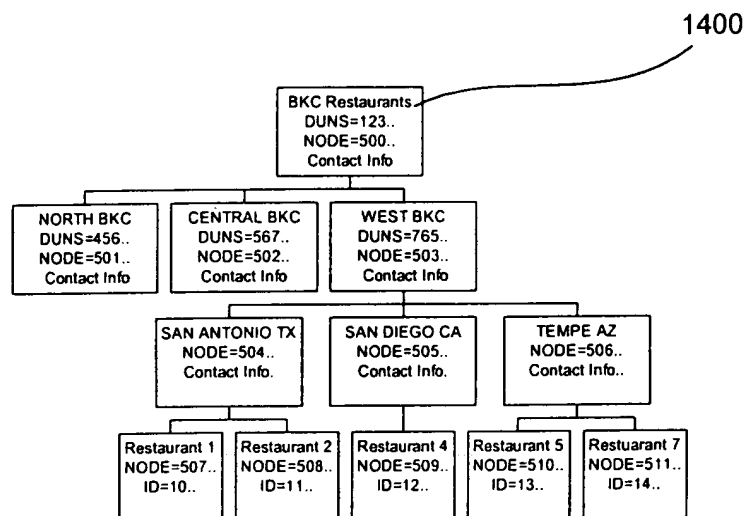 1400
BKC Restaurants
DUNS=123..
NODE=500..
Contact Info
NORTH BKC
DUNS=456..
NODE=501..
Contact Info
CENTRAL BKC
DUNS=567..
NODE=502..
Contact Info
WEST BKC
DUNS=765..
NODE=503..
Contact Info
SAN ANTONIO TX
NODE=504..
Contact Info.
SAN DIEGO CA
NODE=505..
Contact Info.
TEMPE AZ
NODE=506..
Contact Info..
Restaurant 1
NODE=507..
ID=10..
Restaurant 2
NODE=508..
ID=11..
Restaurant 4
NODE=509..
ID=12..
Restaurant 5
NODE=510..
ID=13..
Restuarant 7
NODE=511..
ID=14..